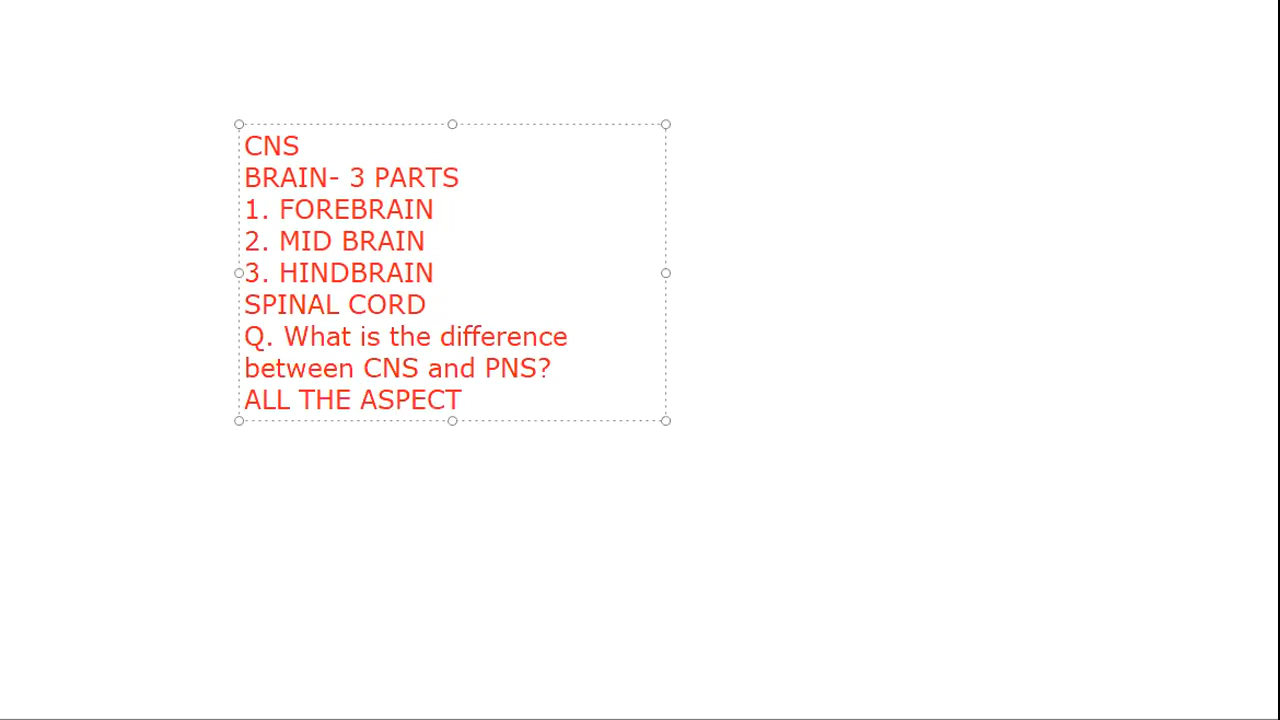 CNS
BRAIN- 3 PARTS
1. FOREBRAIN
2. MID BRAIN
3. HINDBRAIN
SPINAL CORD
Q. What is the difference
between CNS and PNS?
ALL THE ASPECT